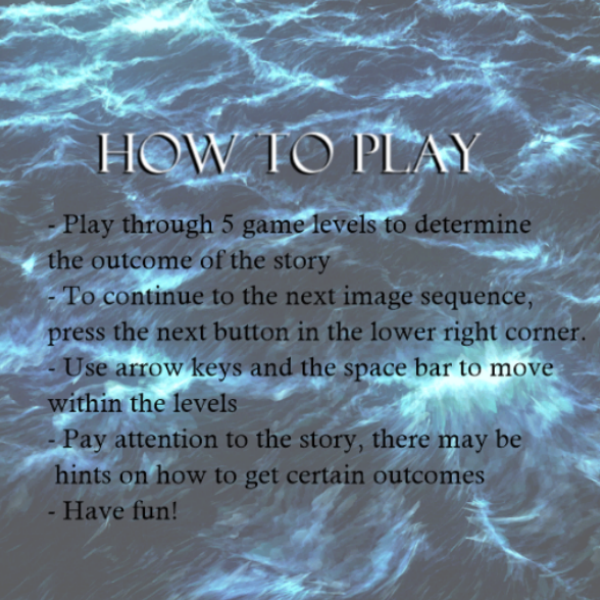 HOW TO PLAY
- Play through 5 game levels to determine
the outcome of the story
- To continue to the next image sequence,
press the next button in the lower right corner.
- Use arrow keys and the space bar to move
within the levels
- Pay attention to the story, there may be
hints on how to get certain outcomes
- Have fun!